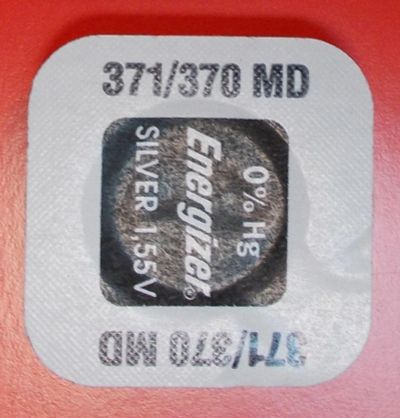 371/370 MD
0% Hg
Energizer®
SILVER 1.55V
371/370 MD